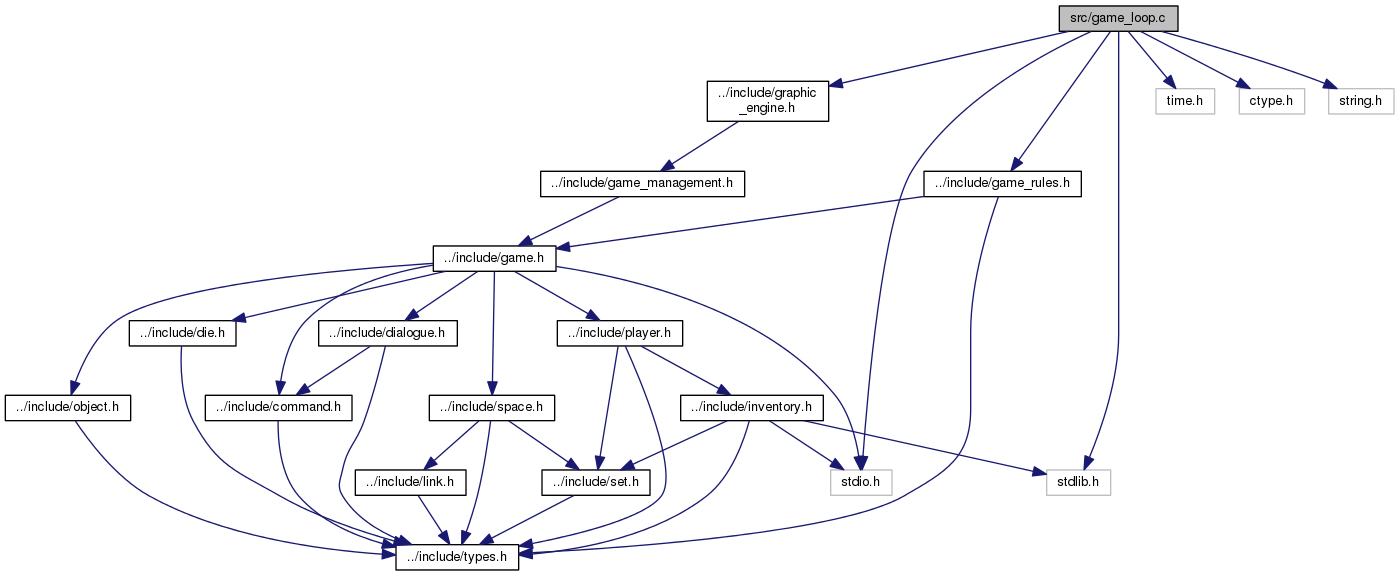 src/game_loop.c
../include/graphic
_engine.h
time.h
ctype.h
string.h
../include/game_management.h
../include/game_rules.h
../include/game.h
../include/die.h
../include/dialogue.h
../include/player.h
../include/object.h
../include/command.h
../include/space.h
../include/inventory.h
../include/link.h
../include/set.h
stdio.h
stdlib.h
../include/types.h